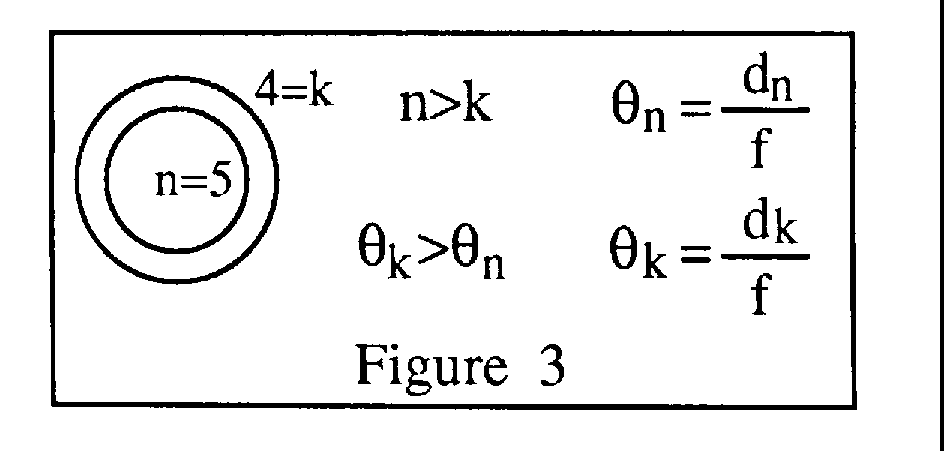 4=k
n=5
n>k
θn = dn/f
θk>θn
θk = dk/f
Figure 3